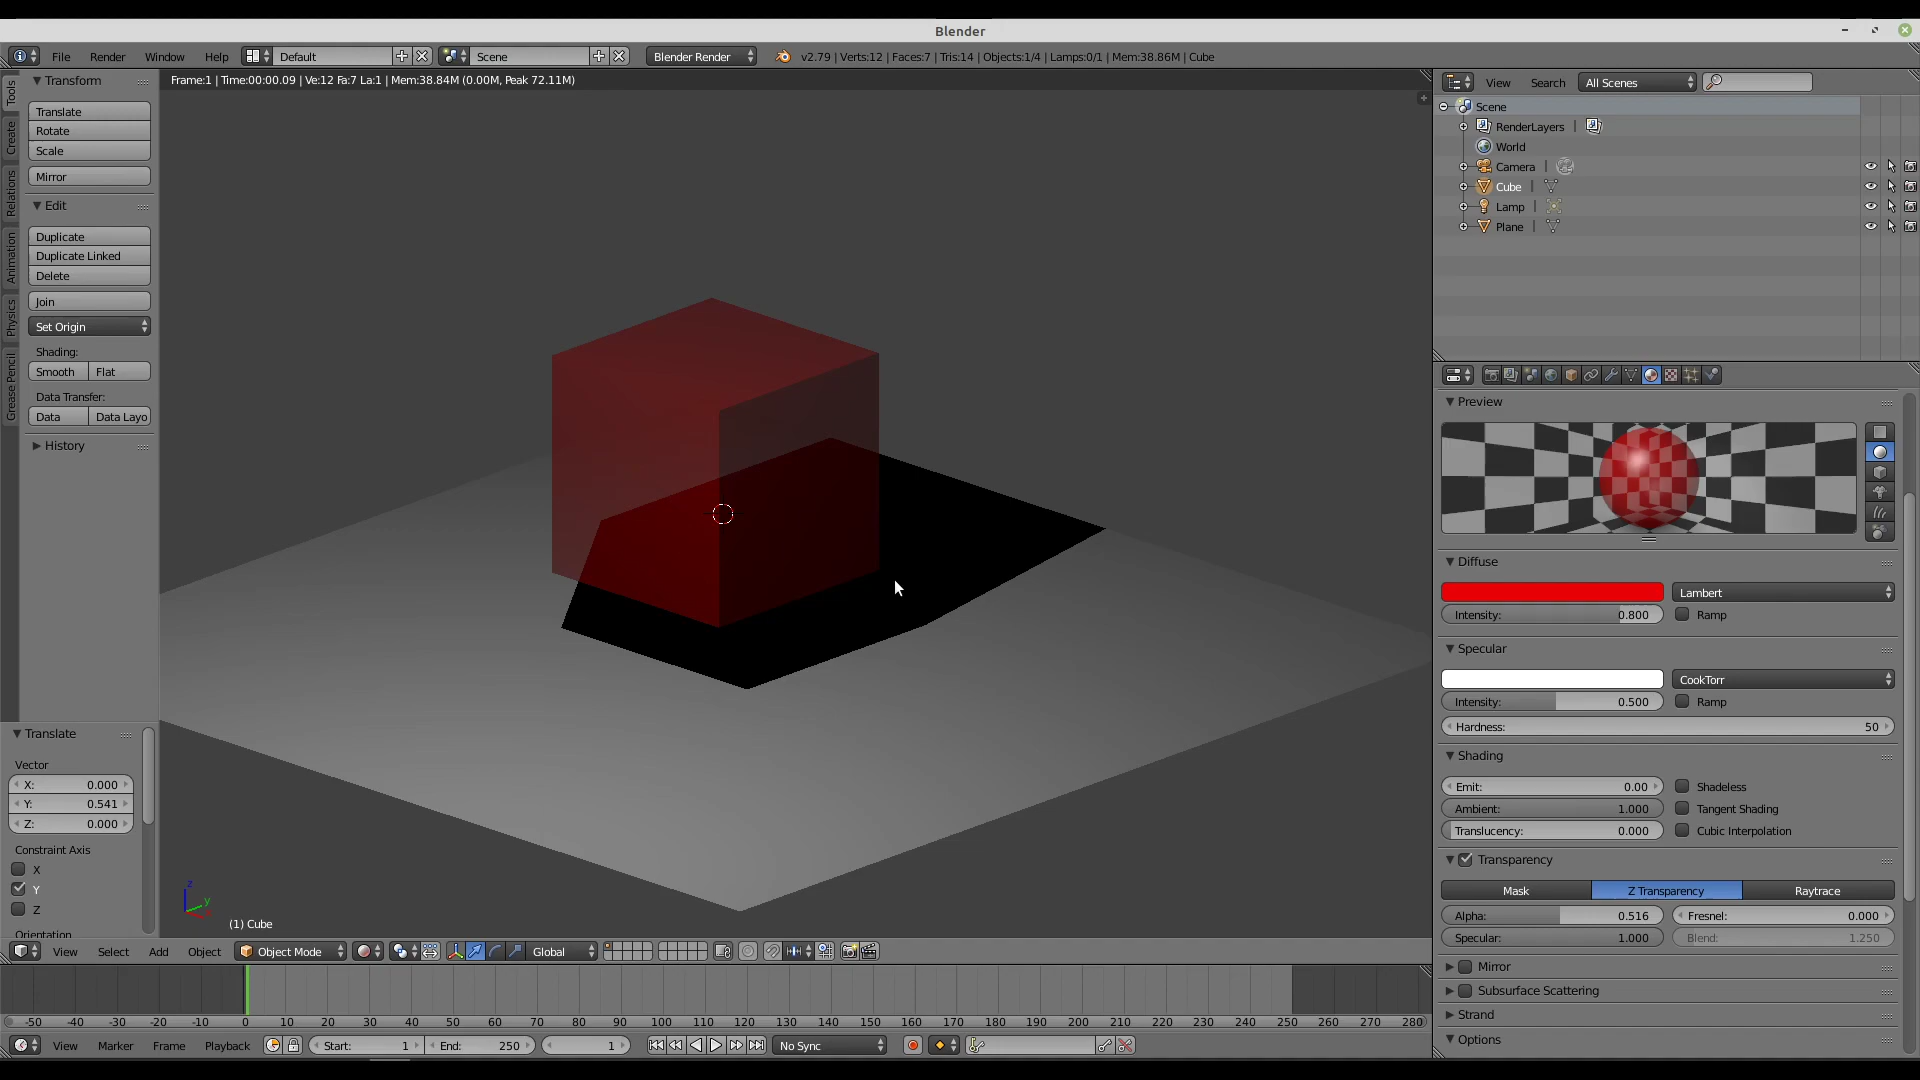 Blender
File Render Window Help Default Scene Blender Render v2.79 | Verts:12 | Faces:7 | Tris:14 | Objects:1/4 | Lamps:0/1 | Mem:38.86M | Cube
Frame:1 | Time:00:00.09 | Ve:12 Fa:7 La:1 | Mem:38.84M (0.00M, Peak 72.11M)
Tools
Create
Relations
Animation
Physics
Grease Pencil
Transform
Translate
Rotate
Scale
Mirror
Edit
Duplicate
Duplicate Linked
Delete
Join
Set Origin
Shading:
Smooth Flat
Data Transfer:
Data Data Layo
History
Translate
Vector
X: 0.000
Y: 0.541
Z: 0.000
Constraint Axis
X
Y
Z
Orientation
z
y
(1) Cube
View Select Add Object Object Mode Global
-50 -40 -30 -20 -10 0 10 20 30 40 50 60 70 80 90 100 110 120 130 140 150 160 170 180 190 200 210 220 230 240 250 260 270 280
View Marker Frame Playback Start: 1 End: 250 1 No Sync
View Search All Scenes
Scene
RenderLayers |
World
Camera |
Cube |
Lamp |
Plane |
Preview
Diffuse
Lambert
Intensity: 0.800 Ramp
Specular
CookTorr
Intensity: 0.500 Ramp
Hardness: 50
Shading
Emit: 0.00 Shadeless
Ambient: 1.000 Tangent Shading
Translucency: 0.000 Cubic Interpolation
Transparency
Mask Z Transparency Raytrace
Alpha: 0.516 Fresnel: 0.000
Specular: 1.000 Blend: 1.250
Mirror
Subsurface Scattering
Strand
Options